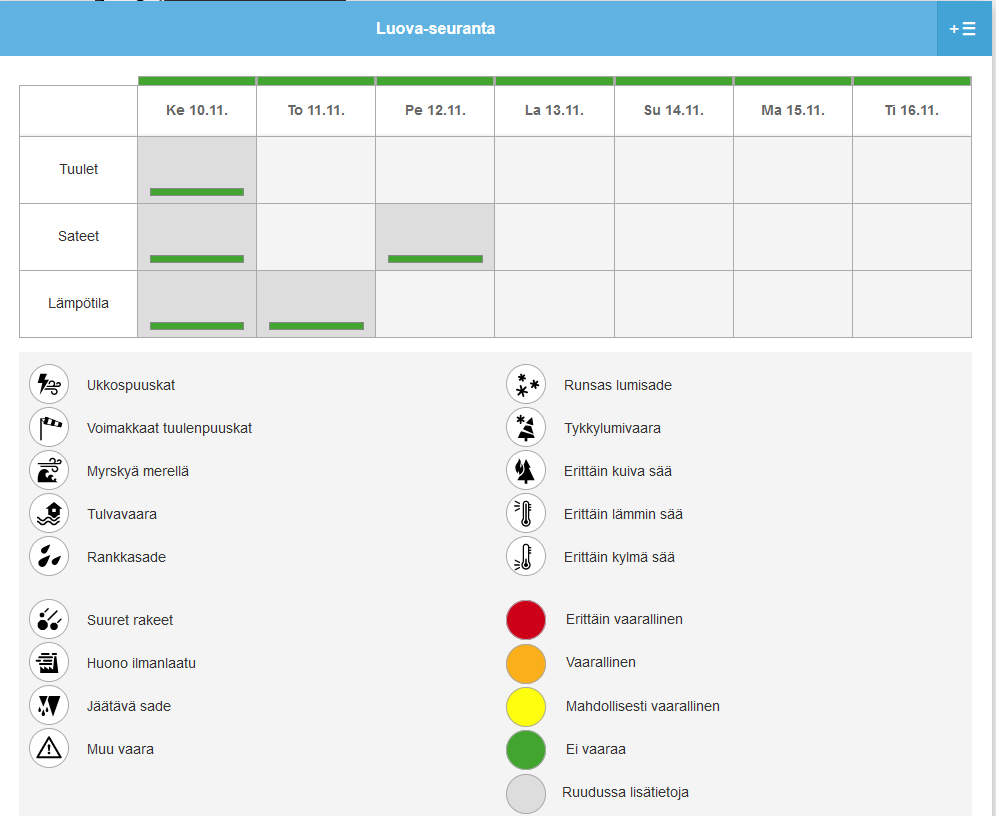 Luova-seuranta
+
Ke 10.11. To 11.11. Pe 12.11. La 13.11. Su 14.11. Ma 15.11. Ti 16.11.
Tuulet
Sateet
Lämpötila
Ukkospuuskat
Voimakkaat tuulenpuuskat
Myrskyä merellä
Tulvavaara
Rankkasade
Suuret rakeet
Huono ilmanlaatu
Jäätävä sade
Muu vaara
Runsas lumisade
Tykkylumivaara
Erittäin kuiva sää
Erittäin lämmin sää
Erittäin kylmä sää
Erittäin vaarallinen
Vaarallinen
Mahdollisesti vaarallinen
Ei vaaraa
Ruudussa lisätietoja